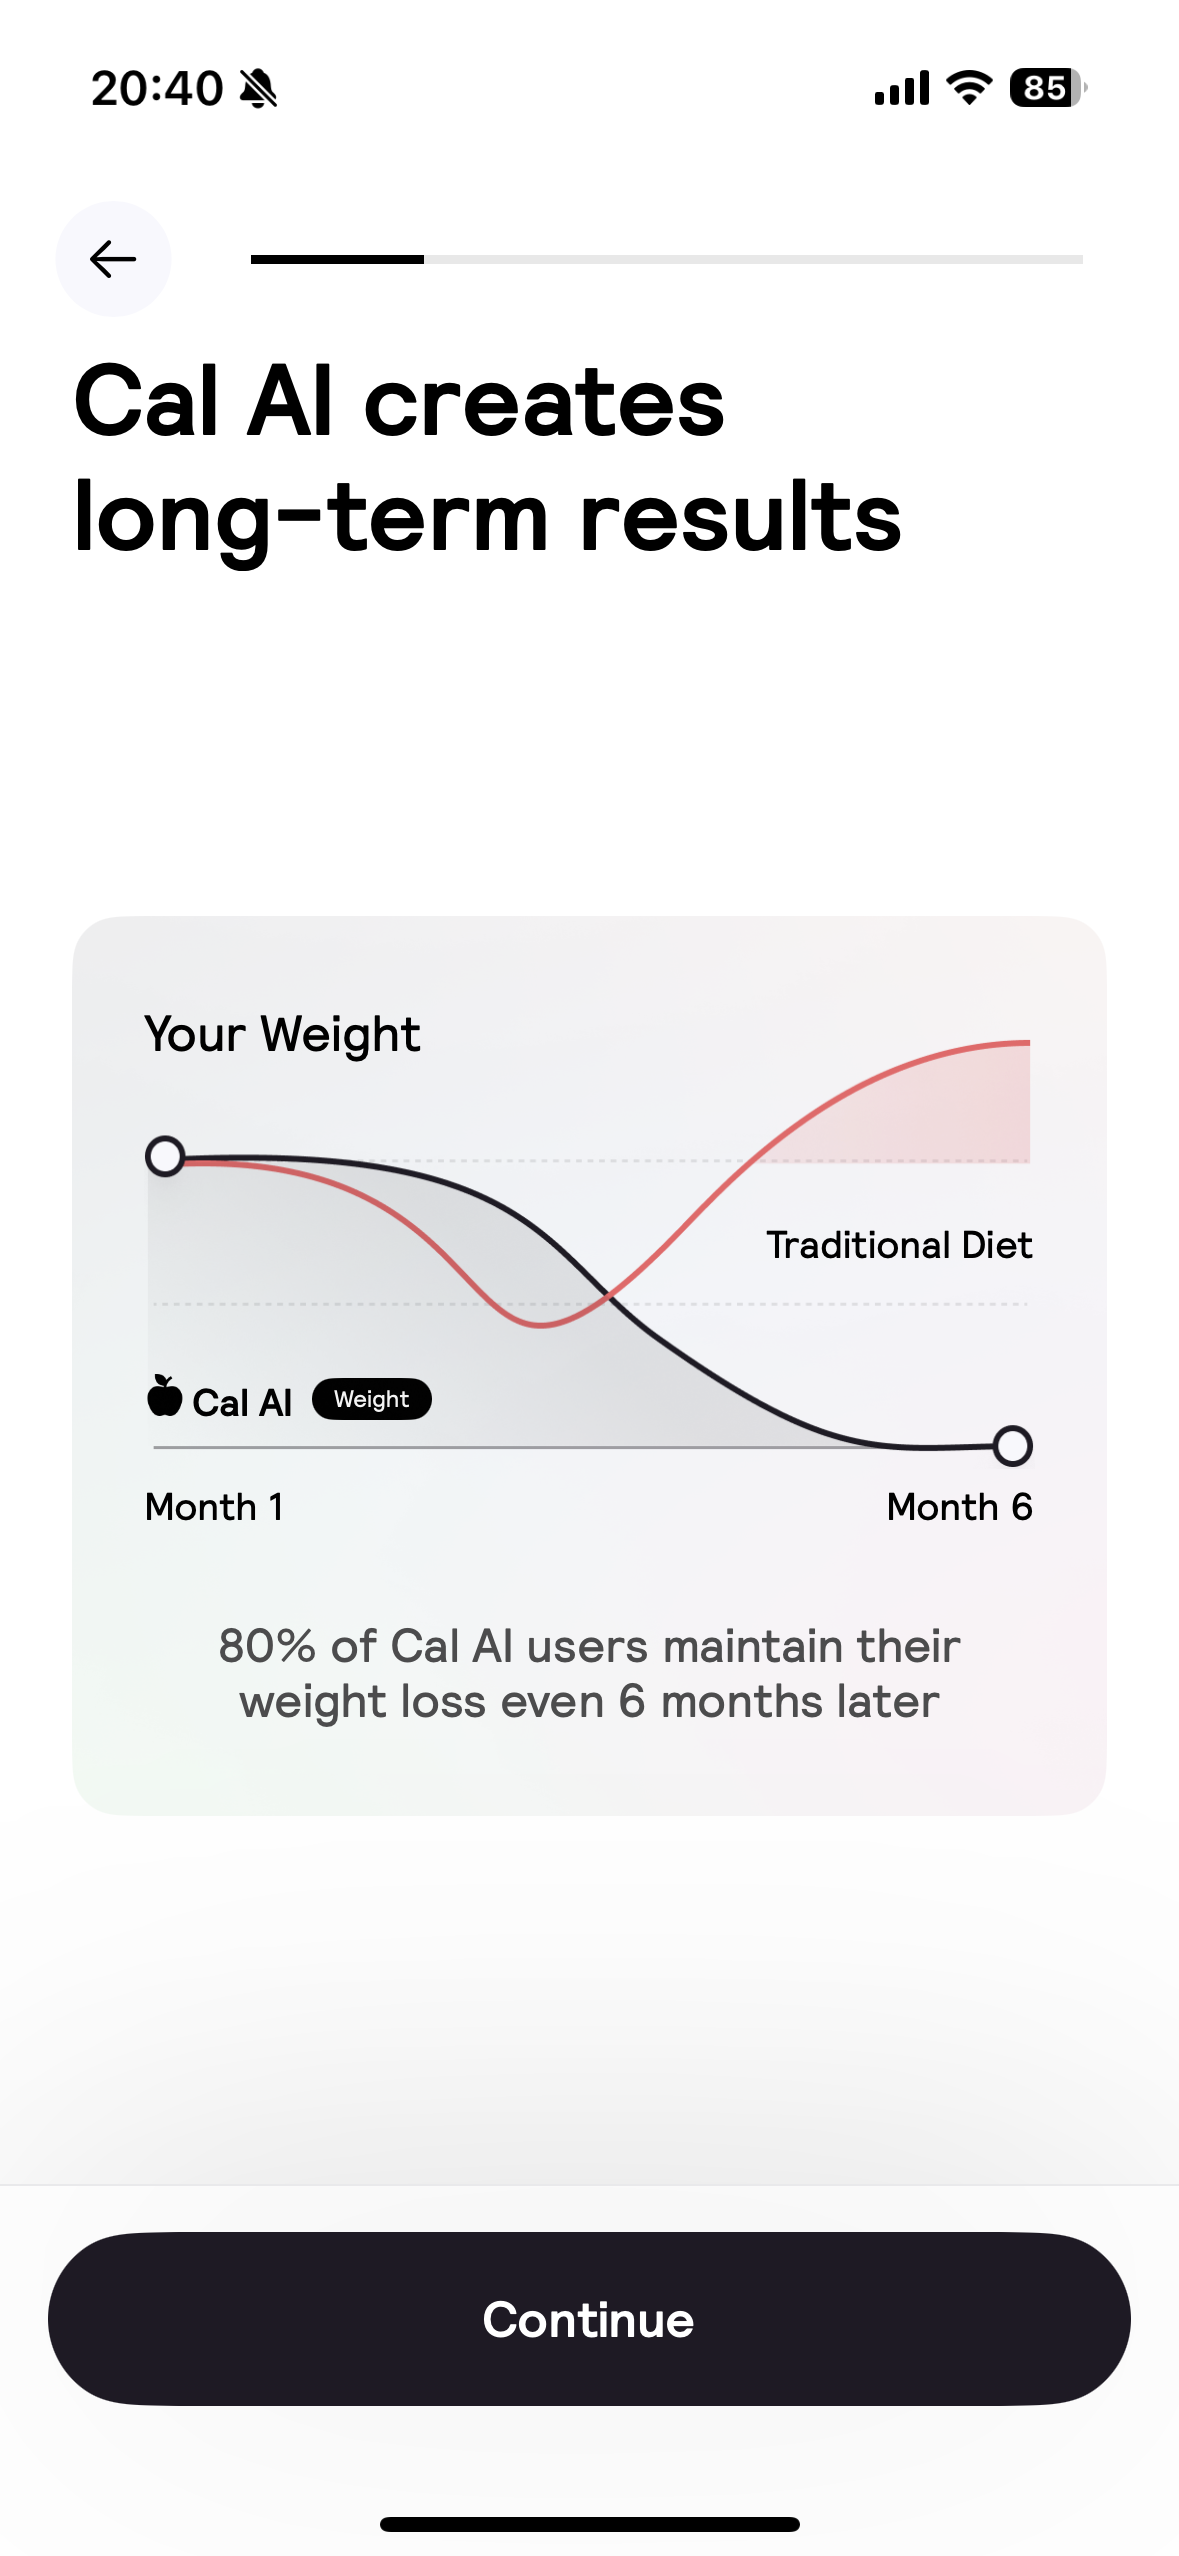 20:40
85
Cal AI creates
long-term results
Your Weight
Traditional Diet
Cal AI Weight
Month 1 Month 6
80% of Cal AI users maintain their
weight loss even 6 months later
Continue